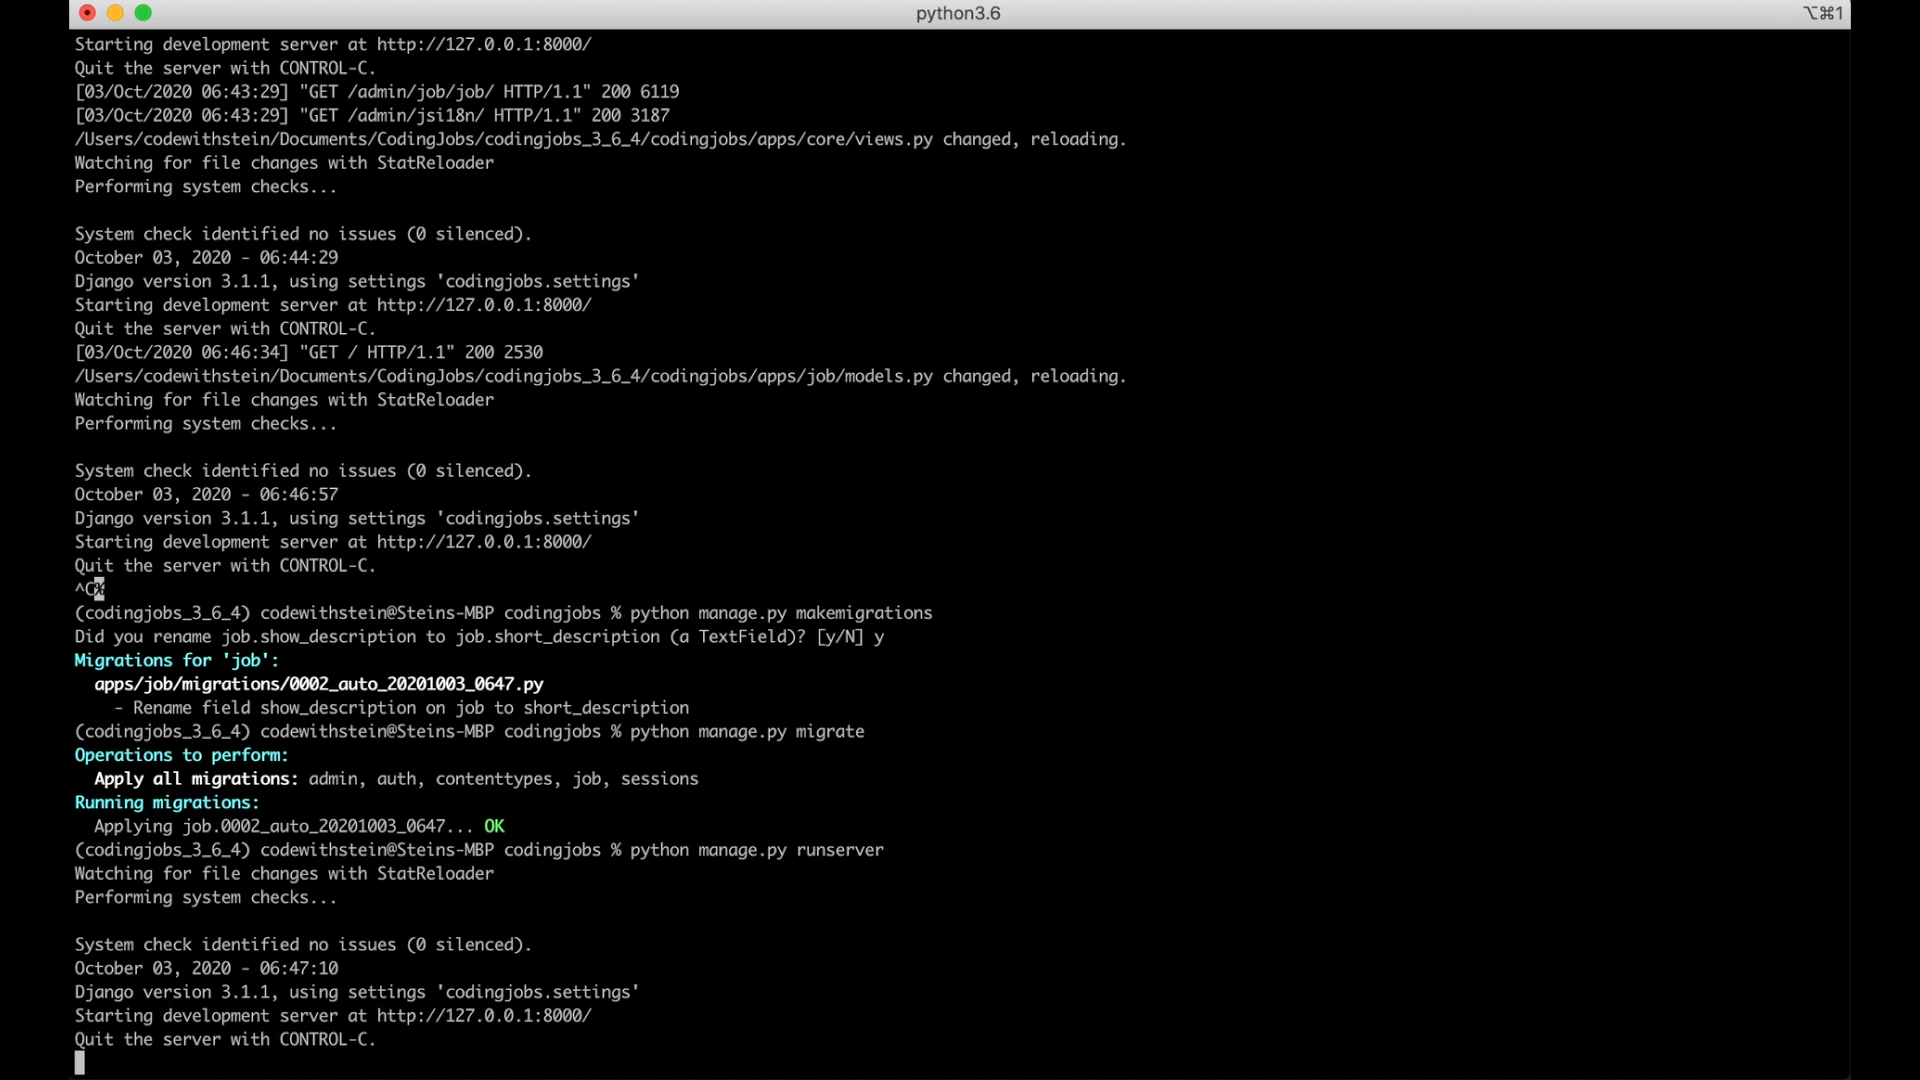 python3.6
⌥⌘1
Starting development server at http://127.0.0.1:8000/
Quit the server with CONTROL-C.
[03/Oct/2020 06:43:29] "GET /admin/job/job/ HTTP/1.1" 200 6119
[03/Oct/2020 06:43:29] "GET /admin/jsi18n/ HTTP/1.1" 200 3187
/Users/codewithstein/Documents/CodingJobs/codingjobs_3_6_4/codingjobs/apps/core/views.py changed, reloading.
Watching for file changes with StatReloader
Performing system checks...

System check identified no issues (0 silenced).
October 03, 2020 - 06:44:29
Django version 3.1.1, using settings 'codingjobs.settings'
Starting development server at http://127.0.0.1:8000/
Quit the server with CONTROL-C.
[03/Oct/2020 06:46:34] "GET / HTTP/1.1" 200 2530
/Users/codewithstein/Documents/CodingJobs/codingjobs_3_6_4/codingjobs/apps/job/models.py changed, reloading.
Watching for file changes with StatReloader
Performing system checks...

System check identified no issues (0 silenced).
October 03, 2020 - 06:46:57
Django version 3.1.1, using settings 'codingjobs.settings'
Starting development server at http://127.0.0.1:8000/
Quit the server with CONTROL-C.
^C%
(codingjobs_3_6_4) codewithstein@Steins-MBP codingjobs % python manage.py makemigrations
Did you rename job.show_description to job.short_description (a TextField)? [y/N] y
Migrations for 'job':
  apps/job/migrations/0002_auto_20201003_0647.py
    - Rename field show_description on job to short_description
(codingjobs_3_6_4) codewithstein@Steins-MBP codingjobs % python manage.py migrate
Operations to perform:
  Apply all migrations: admin, auth, contenttypes, job, sessions
Running migrations:
  Applying job.0002_auto_20201003_0647... OK
(codingjobs_3_6_4) codewithstein@Steins-MBP codingjobs % python manage.py runserver
Watching for file changes with StatReloader
Performing system checks...

System check identified no issues (0 silenced).
October 03, 2020 - 06:47:10
Django version 3.1.1, using settings 'codingjobs.settings'
Starting development server at http://127.0.0.1:8000/
Quit the server with CONTROL-C.